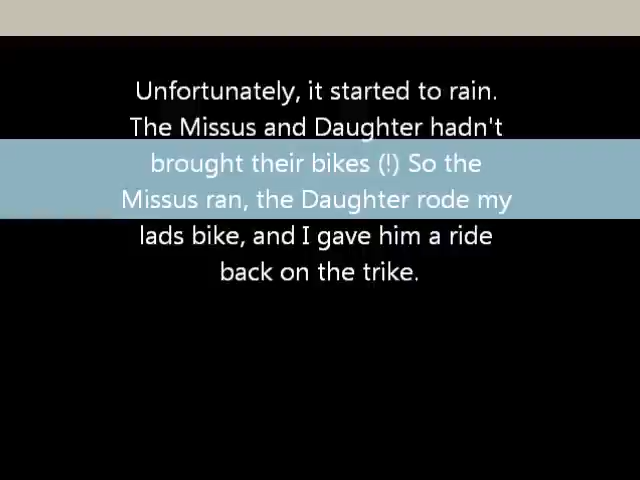 Unfortunately, it started to rain.
The Missus and Daughter hadn't
brought their bikes (!) So the
Missus ran, the Daughter rode my
lads bike, and I gave him a ride
back on the trike.